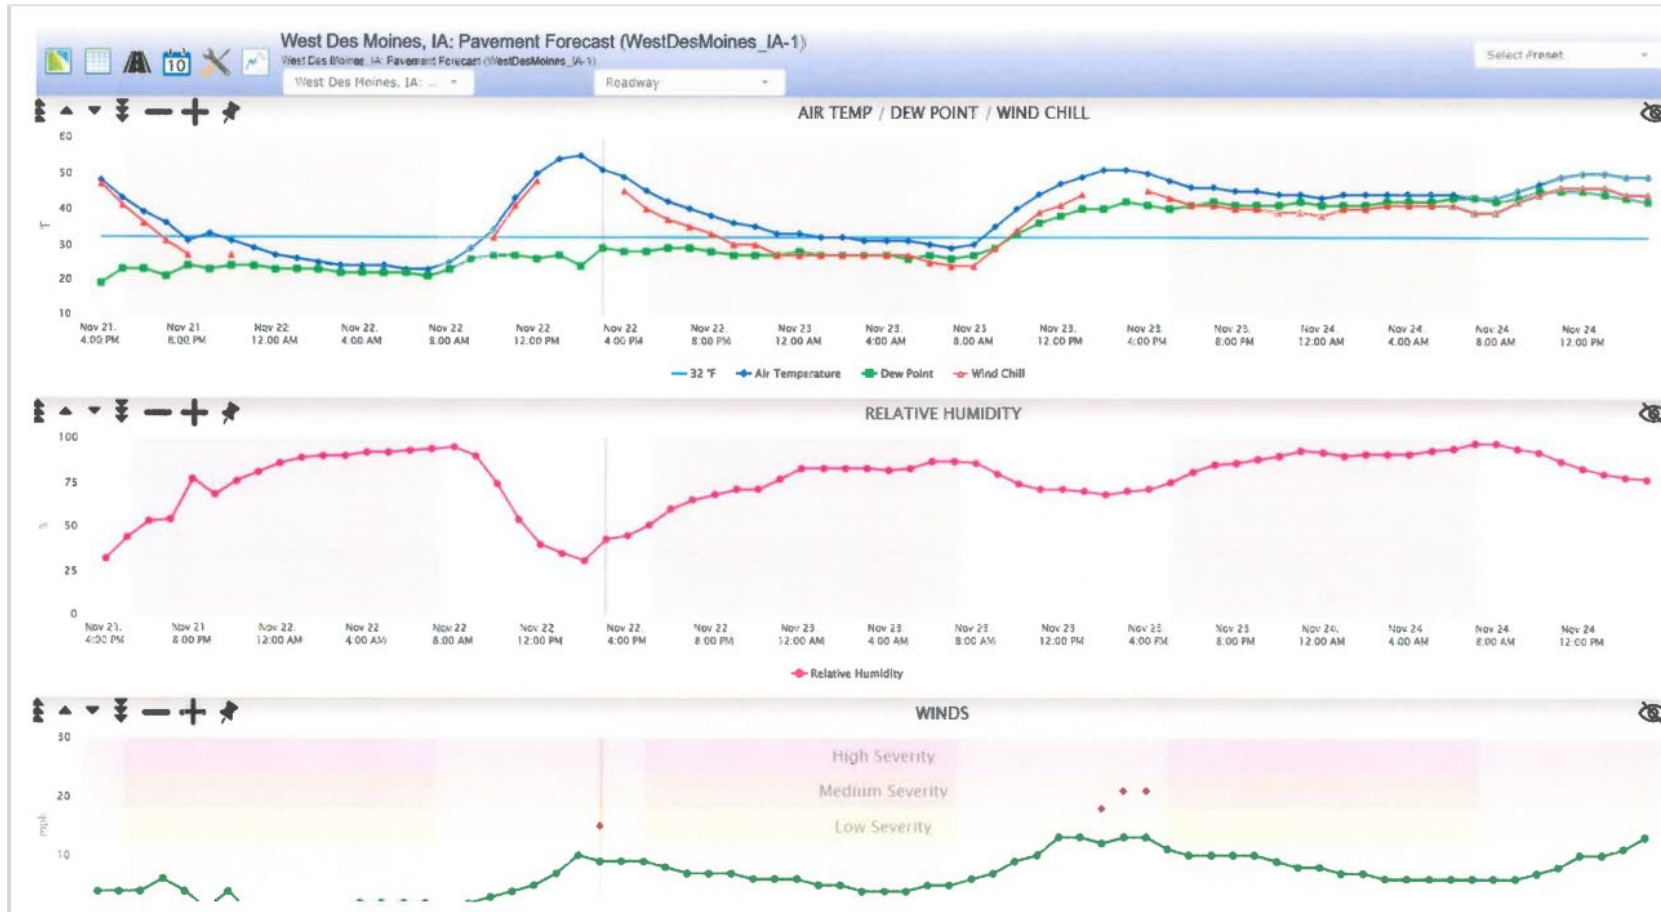 West Des Moines, IA: Pavement Forecast (WestDesMoines_IA-1)
West Des Moines, IA: Pavement Forecast (WestDesMoines_IA-1)
10
West Des Moines, IA: ...
Roadway
Select Preset
AIR TEMP / DEW POINT / WIND CHILL
60
50
40
30
20
10
°F
Nov 21, Nov 21 Nov 22 Nov 22, Nov 22 Nov 22 Nov 22 Nov 22, Nov 23 Nov 23, Nov 23 Nov 23, Nov 23, Nov 23, Nov 24, Nov 24, Nov 24 Nov 24
4:00 PM 8:00 PM 12:00 AM 4:00 AM 8:00 AM 12:00 PM 4:00 PM 8:00 PM 12:00 AM 4:00 AM 8:00 AM 12:00 PM 4:00 PM 8:00 PM 12:00 AM 4:00 AM 8:00 AM 12:00 PM
32 °F Air Temperature Dew Point Wind Chill
RELATIVE HUMIDITY
100
75
50
25
0
%
Nov 21, Nov 21 Nov 22, Nov 22 Nov 22 Nov 22, Nov 22, Nov 22 Nov 23 Nov 23, Nov 23 Nov 23 Nov 23 Nov 23 Nov 24, Nov 24 Nov 24, Nov 24
4:00 PM 8:00 PM 12:00 AM 4:00 AM 8:00 AM 12:00 PM 4:00 PM 8:00 PM 12:00 AM 4:00 AM 8:00 AM 12:00 PM 4:00 PM 8:00 PM 12:00 AM 4:00 AM 8:00 AM 12:00 PM
Relative Humidity
WINDS
30
20
10
mph
High Severity
Medium Severity
Low Severity